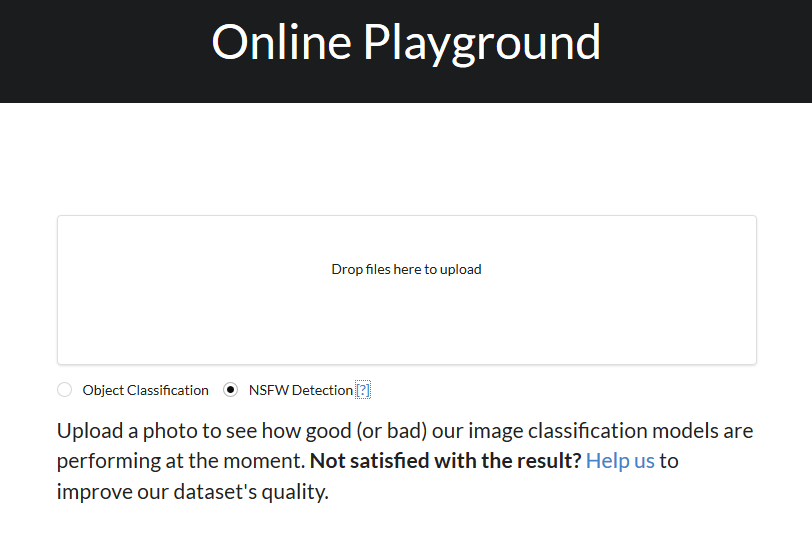 Online Playground
Drop files here to upload
Object Classification NSFW Detection [?]
Upload a photo to see how good (or bad) our image classification models are
performing at the moment. Not satisfied with the result? Help us to
improve our dataset's quality.